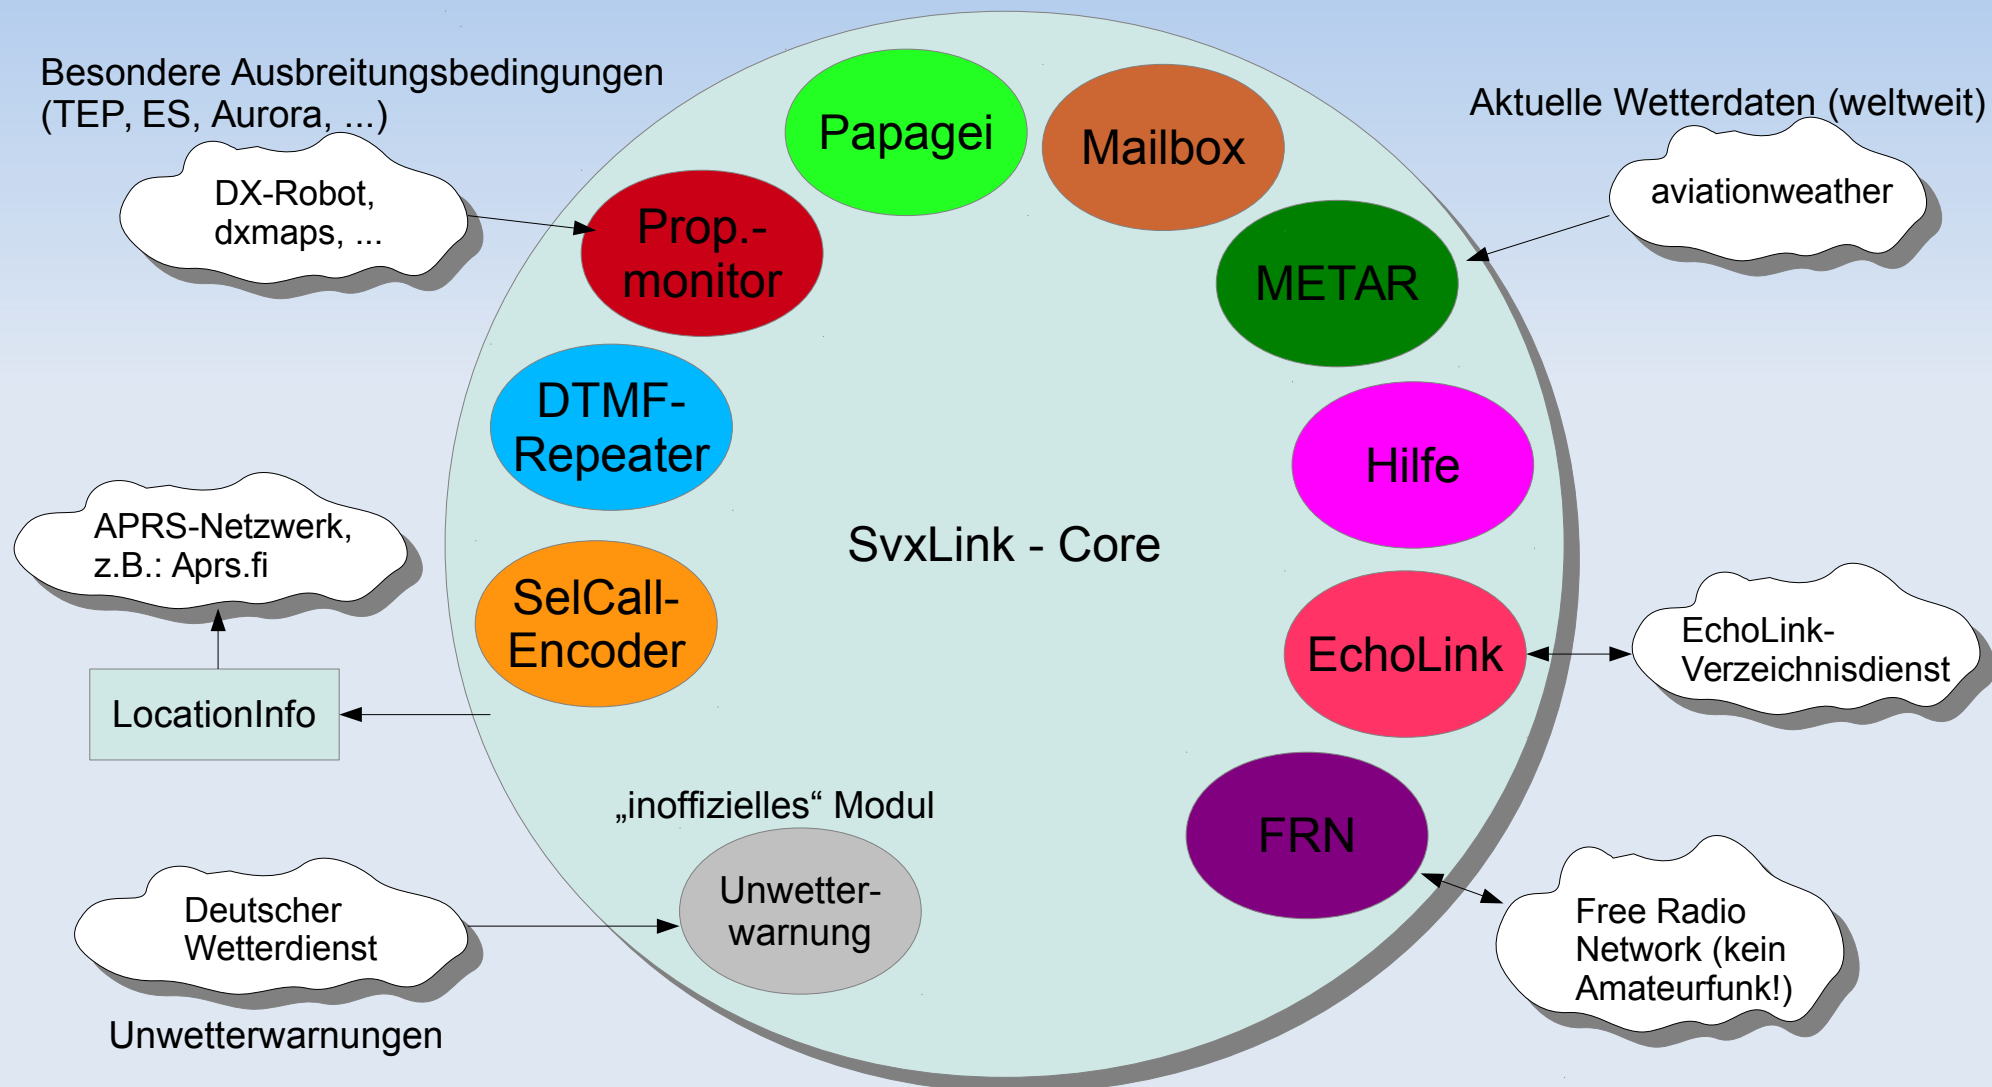 Besondere Ausbreitungsbedingungen
(TEP, ES, Aurora, ...)
DX-Robot,
dxmaps, ...
Papagei
Mailbox
Aktuelle Wetterdaten (weltweit)
aviationweather
Prop.-
monitor
METAR
DTMF-
Repeater
Hilfe
APRS-Netzwerk,
z.B.: Aprs.fi
SvxLink - Core
SelCall-
Encoder
EchoLink
EchoLink-
Verzeichnisdienst
LocationInfo
„inoffizielles“ Modul
FRN
Unwetter-
warnung
Deutscher
Wetterdienst
Free Radio
Network (kein
Amateurfunk!)
Unwetterwarnungen